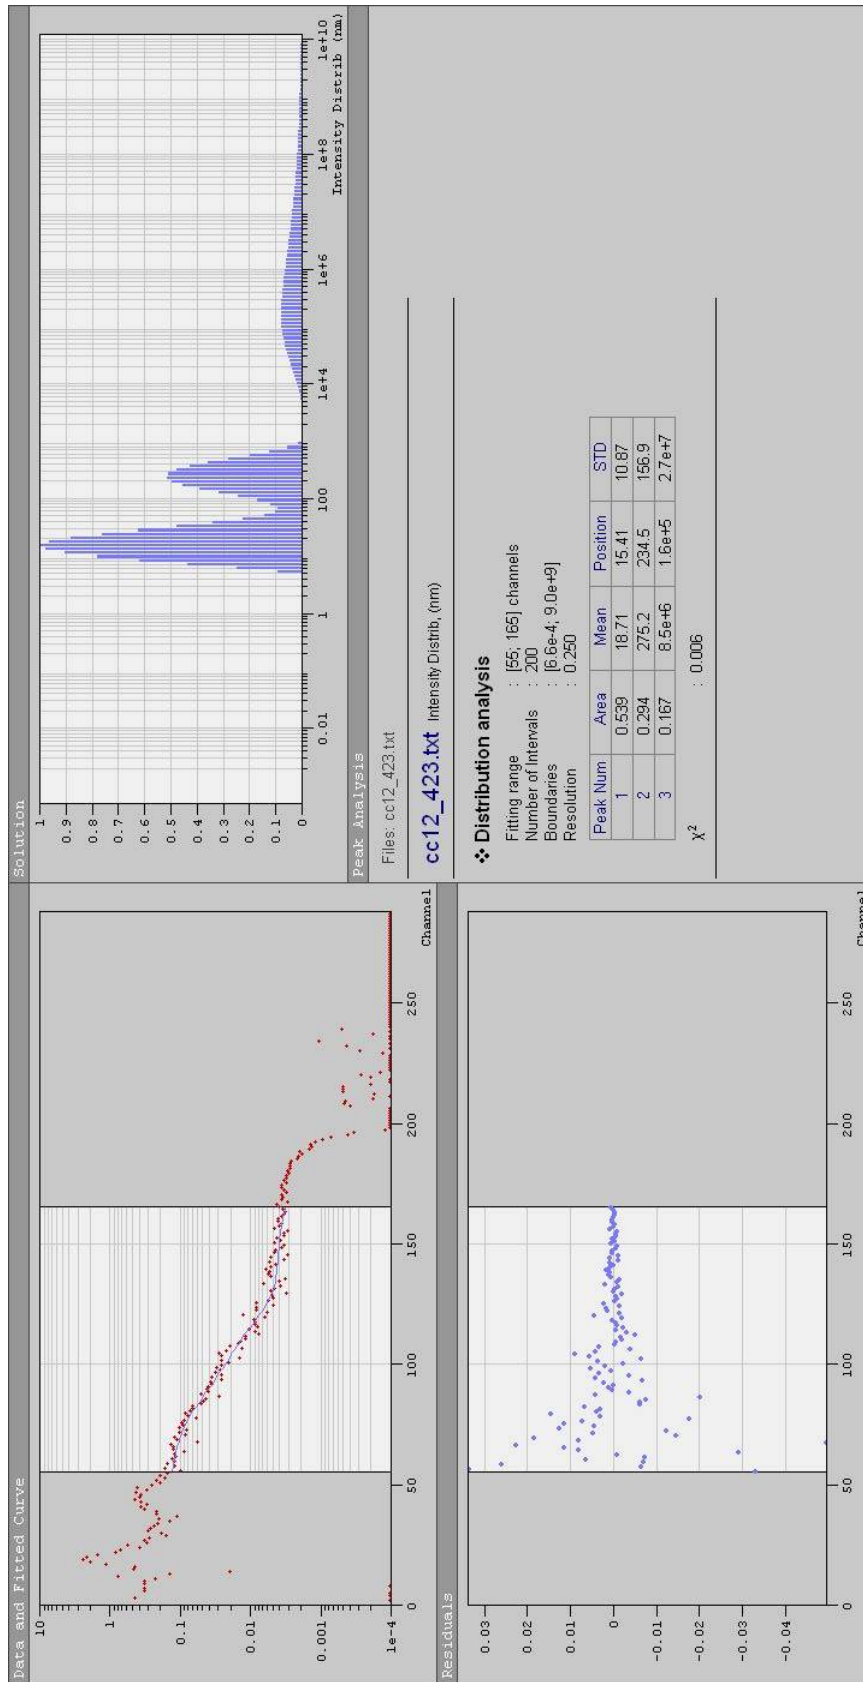 Data and Fitted Curve
10
1
0.1
0.01
0.001
1e-4
0
50
100
150
200
250
Channel
Residuals
0.03
0.02
0.01
0
-0.01
-0.02
-0.03
-0.04
0
50
100
150
200
250
Channel
Solution
1
0.9
0.8
0.7
0.6
0.5
0.4
0.3
0.2
0.1
0
0.01
1
100
1e+4
1e+6
1e+8
1e+10
Intensity Distrib (nm)
Peak Analysis
Files: cc12_423.txt
cc12_423.txt Intensity Distrib, (nm)
❖ Distribution analysis
Fitting range : [55; 165] channels
Number of Intervals : 200
Boundaries : [6.6e-4; 9.0e+9]
Resolution : 0.250
Peak Num Area Mean Position STD
1 0.539 18.71 15.41 10.87
2 0.294 275.2 234.5 156.9
3 0.167 8.5e+6 1.6e+5 2.7e+7
χ² : 0.006